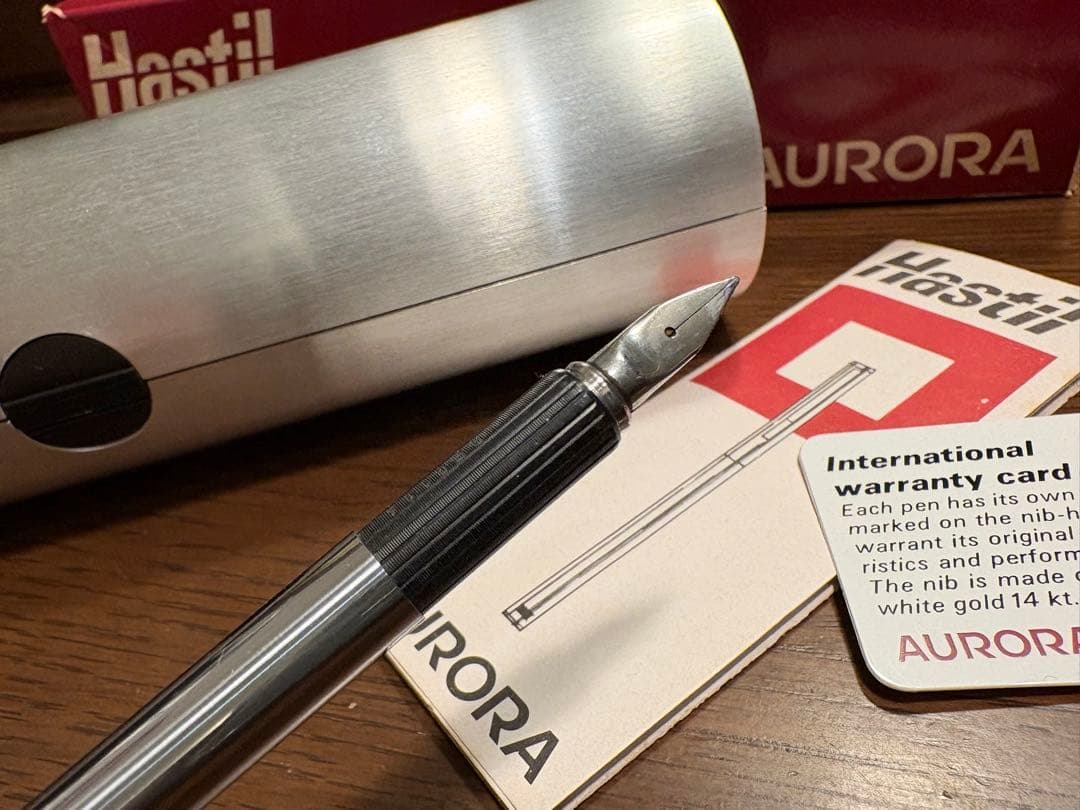 Hastil
AURORA
Hastil
International
warranty card
Each pen has its own
marked on the nib-h
warrant its original
ristics and perform
The nib is made
white gold 14 kt.
AURORA
URORA